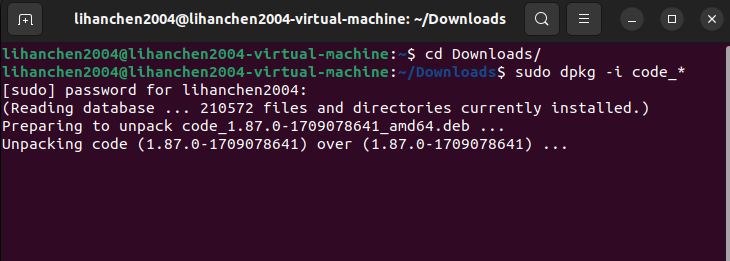 lihanchen2004@lihanchen2004-virtual-machine: ~/Downloads
lihanchen2004@lihanchen2004-virtual-machine:~$ cd Downloads/
lihanchen2004@lihanchen2004-virtual-machine:~/Downloads$ sudo dpkg -i code_*
[sudo] password for lihanchen2004:
(Reading database ... 210572 files and directories currently installed.)
Preparing to unpack code_1.87.0-1709078641_amd64.deb ...
Unpacking code (1.87.0-1709078641) over (1.87.0-1709078641) ...